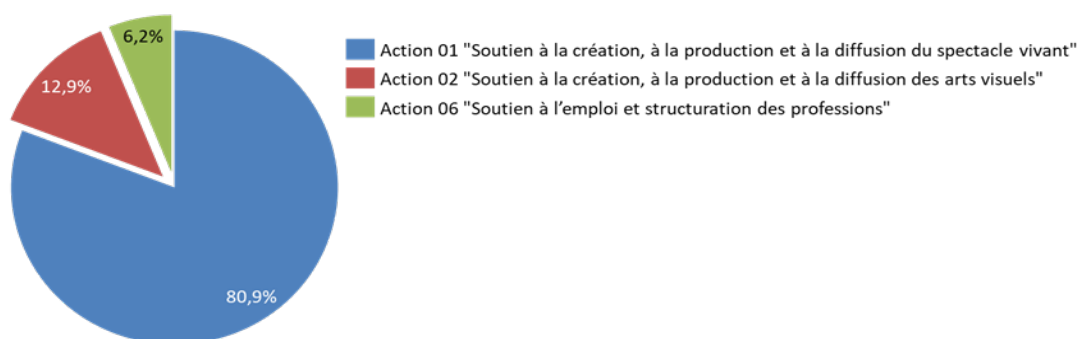 6,2%
12,9%
80,9%
Action 01 "Soutien à la création, à la production et à la diffusion du spectacle vivant"
Action 02 "Soutien à la création, à la production et à la diffusion des arts visuels"
Action 06 "Soutien à l’emploi et structuration des professions"